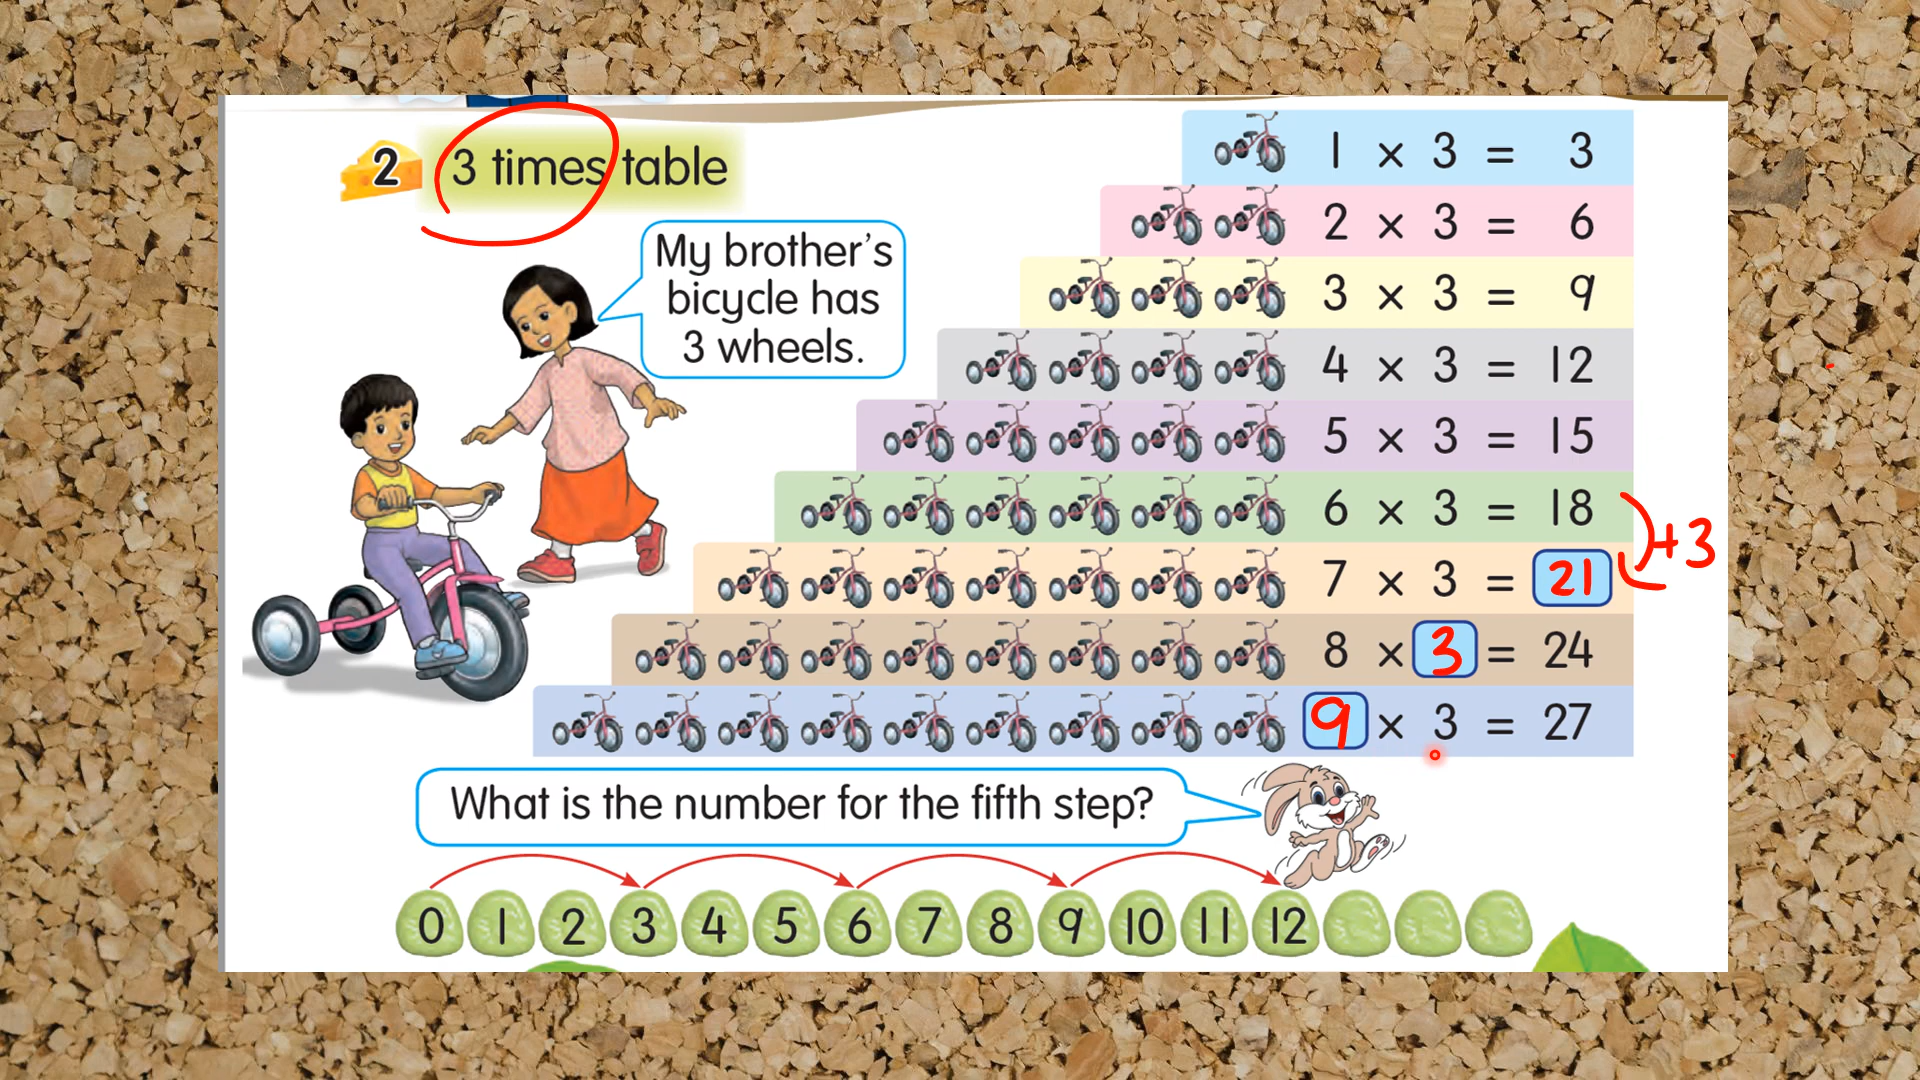 2 3 times table
My brother's
bicycle has
3 wheels.
1 × 3 = 3
2 × 3 = 6
3 × 3 = 9
4 × 3 = 12
5 × 3 = 15
6 × 3 = 18
+3
7 × 3 = 21
8 × 3 = 24
9 × 3 = 27
What is the number for the fifth step?
0 1 2 3 4 5 6 7 8 9 10 11 12